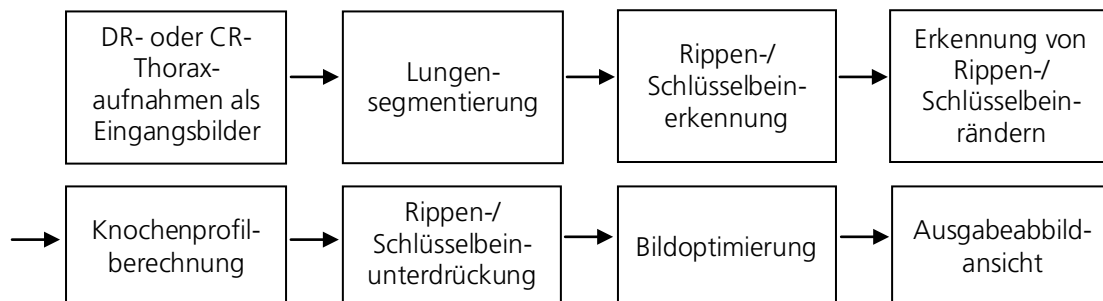 DR- oder CR-
Thorax-
aufnahmen als
Eingangsbilder
Lungen-
segmentierung
Rippen-/
Schlüsselbein-
erkennung
Erkennung von
Rippen-/
Schlüsselbein-
rändern
Knochenprofil-
berechnung
Rippen-/
Schlüsselbein-
unterdrückung
Bildoptimierung
Ausgabeabbild-
ansicht